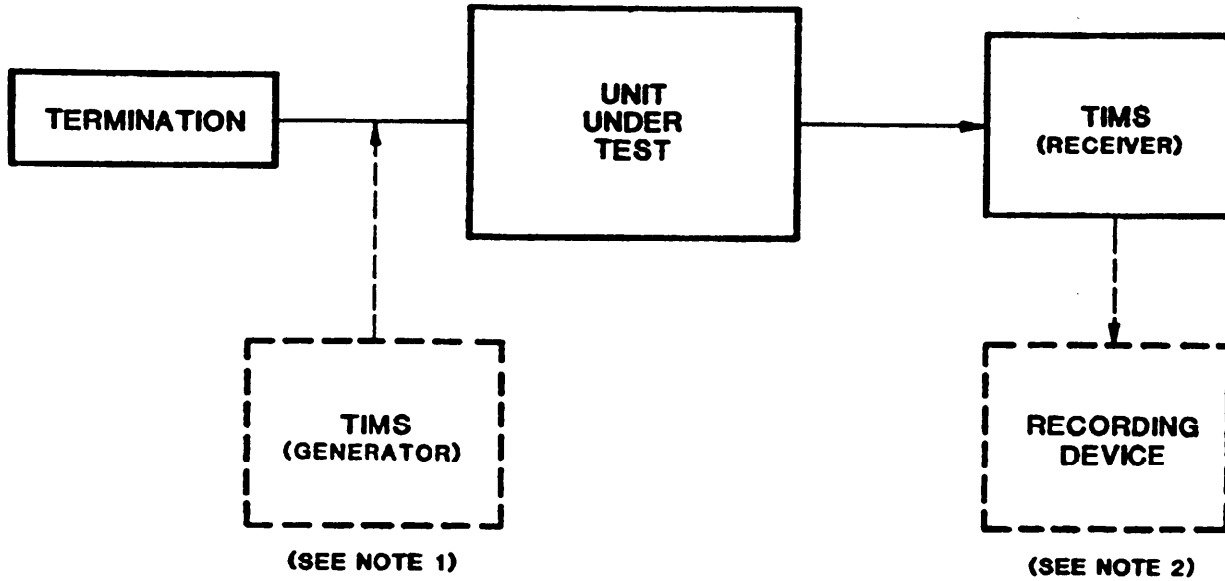 TERMINATION
UNIT
UNDER
TEST
TIMS
(RECEIVER)
TIMS
(GENERATOR)
(SEE NOTE 1)
RECORDING
DEVICE
(SEE NOTE 2)